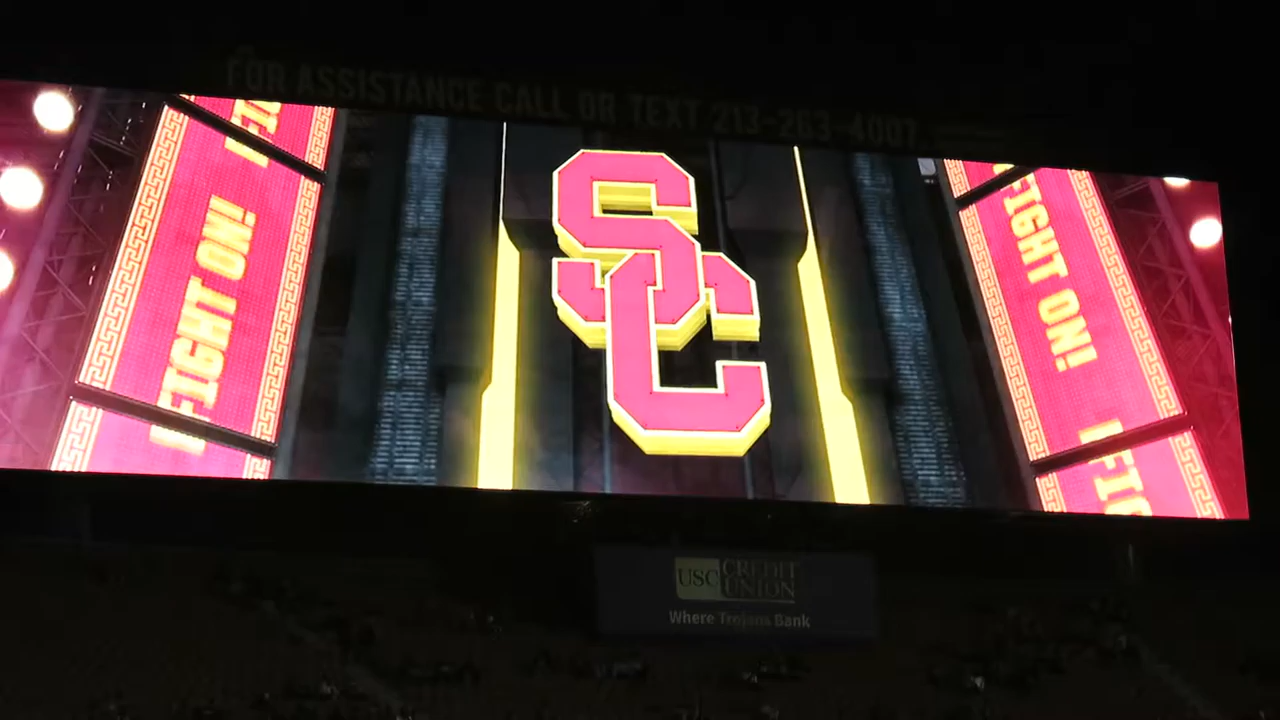 FOR ASSISTANCE CALL OR TEXT 213-263-4007
FIGHT ON!
SC
FIGHT ON!
USC CREDIT UNION
Where Trojans Bank